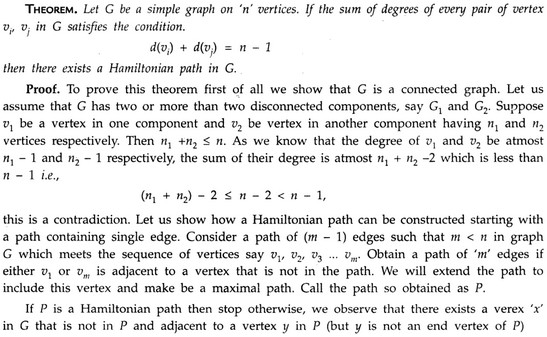 THEOREM. Let G be a simple graph on 'n' vertices. If the sum of degrees of every pair of vertex
v_i, v_j in G satisfies the condition.
d(v_i) + d(v_j) = n - 1
then there exists a Hamiltonian path in G.
Proof. To prove this theorem first of all we show that G is a connected graph. Let us
assume that G has two or more than two disconnected components, say G_1 and G_2. Suppose
v_1 be a vertex in one component and v_2 be vertex in another component having n_1 and n_2
vertices respectively. Then n_1 +n_2 ≤ n. As we know that the degree of v_1 and v_2 be atmost
n_1 - 1 and n_2 - 1 respectively, the sum of their degree is atmost n_1 + n_2 -2 which is less than
n - 1 i.e.,
(n_1 + n_2) - 2 ≤ n - 2 < n - 1,
this is a contradiction. Let us show how a Hamiltonian path can be constructed starting with
a path containing single edge. Consider a path of (m - 1) edges such that m < n in graph
G which meets the sequence of vertices say v_1, v_2, v_3 ... v_m. Obtain a path of 'm' edges if
either v_1 or v_m is adjacent to a vertex that is not in the path. We will extend the path to
include this vertex and make be a maximal path. Call the path so obtained as P.
If P is a Hamiltonian path then stop otherwise, we observe that there exists a verex 'x'
in G that is not in P and adjacent to a vertex y in P (but y is not an end vertex of P)